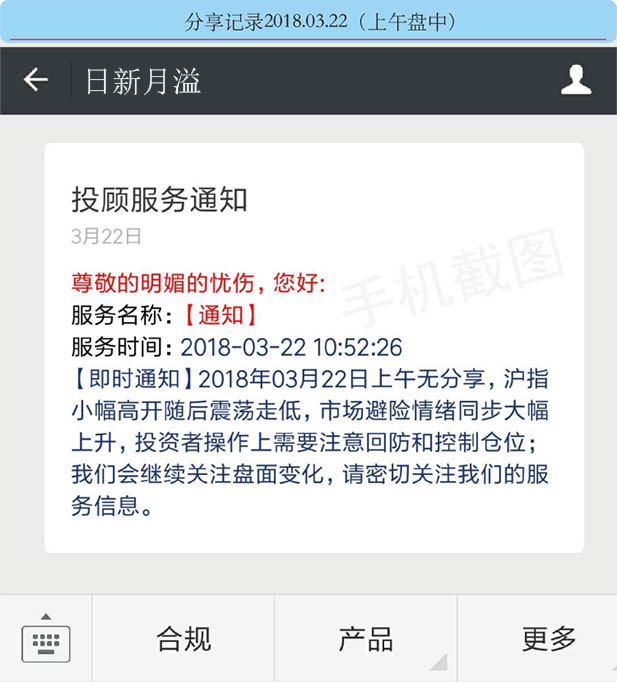 分享记录2018.03.22（上午盘中）
日新月溢
投顾服务通知
3月22日
手机截图
尊敬的明媚的忧伤，您好:
服务名称:【通知】
服务时间: 2018-03-22 10:52:26
【即时通知】2018年03月22日上午无分享，沪指
小幅高开随后震荡走低，市场避险情绪同步大幅
上升，投资者操作上需要注意回防和控制仓位；
我们会继续关注盘面变化，请密切关注我们的服
务信息。
合规
产品
更多